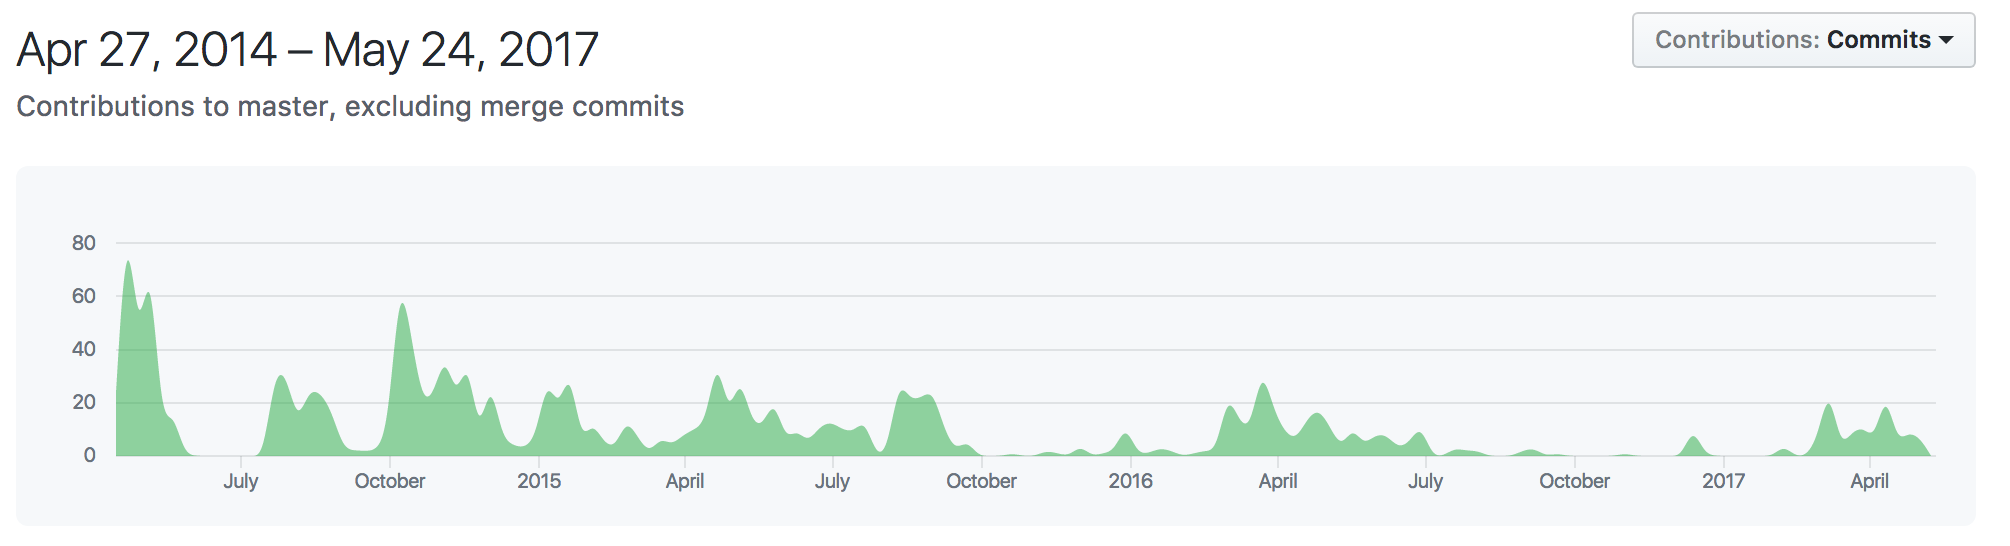 Apr 27, 2014 – May 24, 2017
Contributions: Commits
Contributions to master, excluding merge commits
80
60
40
20
0
July October 2015 April July October 2016 April July October 2017 April